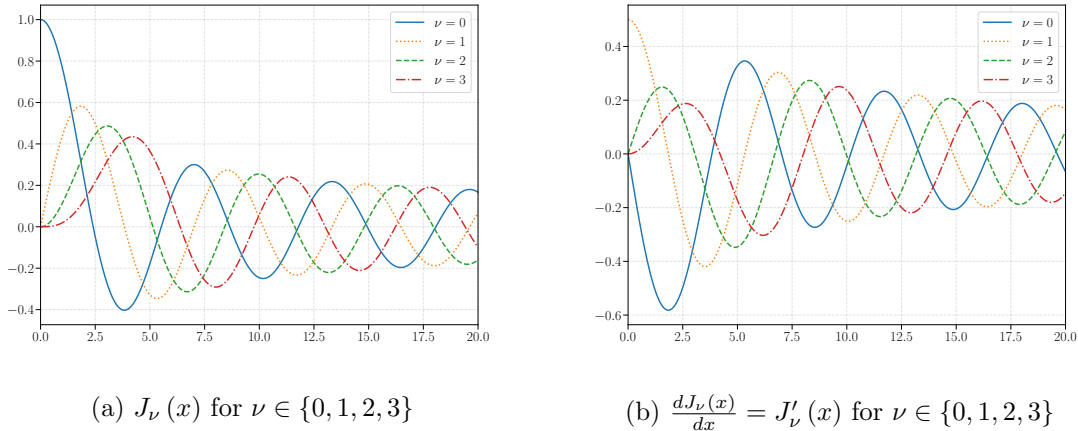 1.0
0.8
0.6
0.4
0.2
0.0
−0.2
−0.4
0.0 2.5 5.0 7.5 10.0 12.5 15.0 17.5 20.0
ν = 0
ν = 1
ν = 2
ν = 3
(a) J_ν (x) for ν ∈ {0, 1, 2, 3}
0.4
0.2
0.0
−0.2
−0.4
−0.6
0.0 2.5 5.0 7.5 10.0 12.5 15.0 17.5 20.0
ν = 0
ν = 1
ν = 2
ν = 3
(b) dJ_ν(x)/dx = J′_ν (x) for ν ∈ {0, 1, 2, 3}